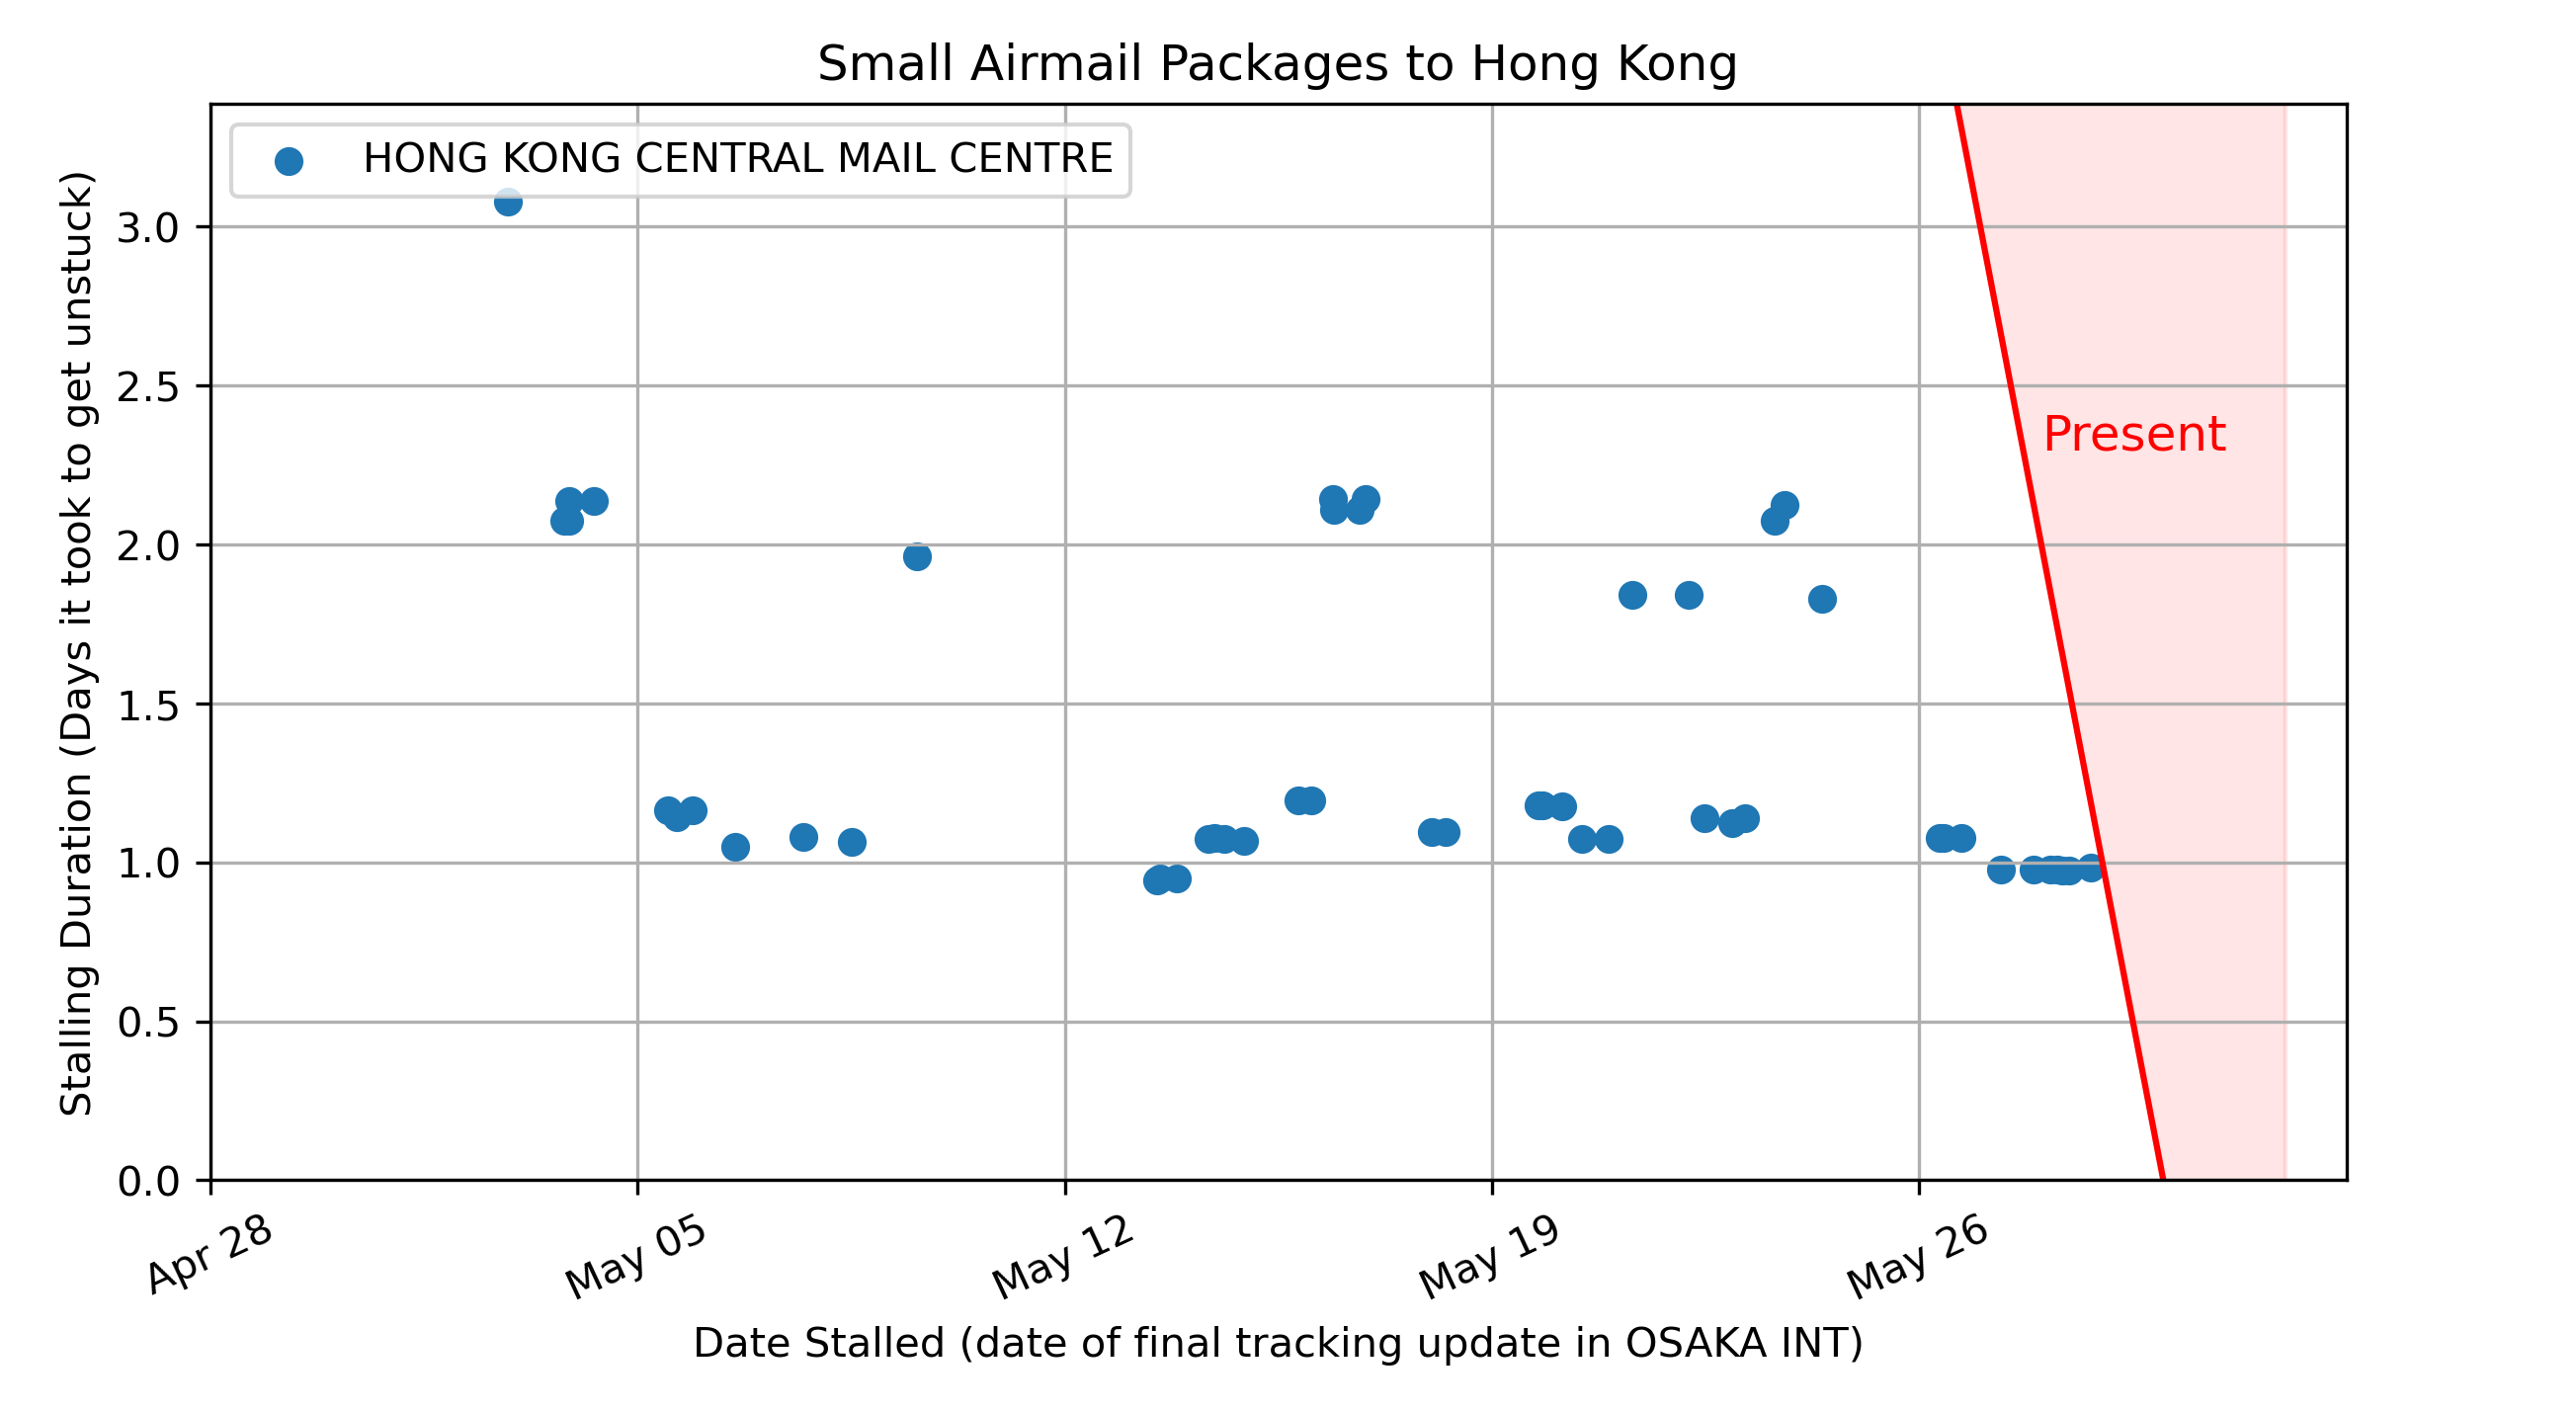 Small Airmail Packages to Hong Kong
HONG KONG CENTRAL MAIL CENTRE
Present
Stalling Duration (Days it took to get unstuck)
3.0
2.5
2.0
1.5
1.0
0.5
0.0
Apr 28
May 05
May 12
May 19
May 26
Date Stalled (date of final tracking update in OSAKA INT)